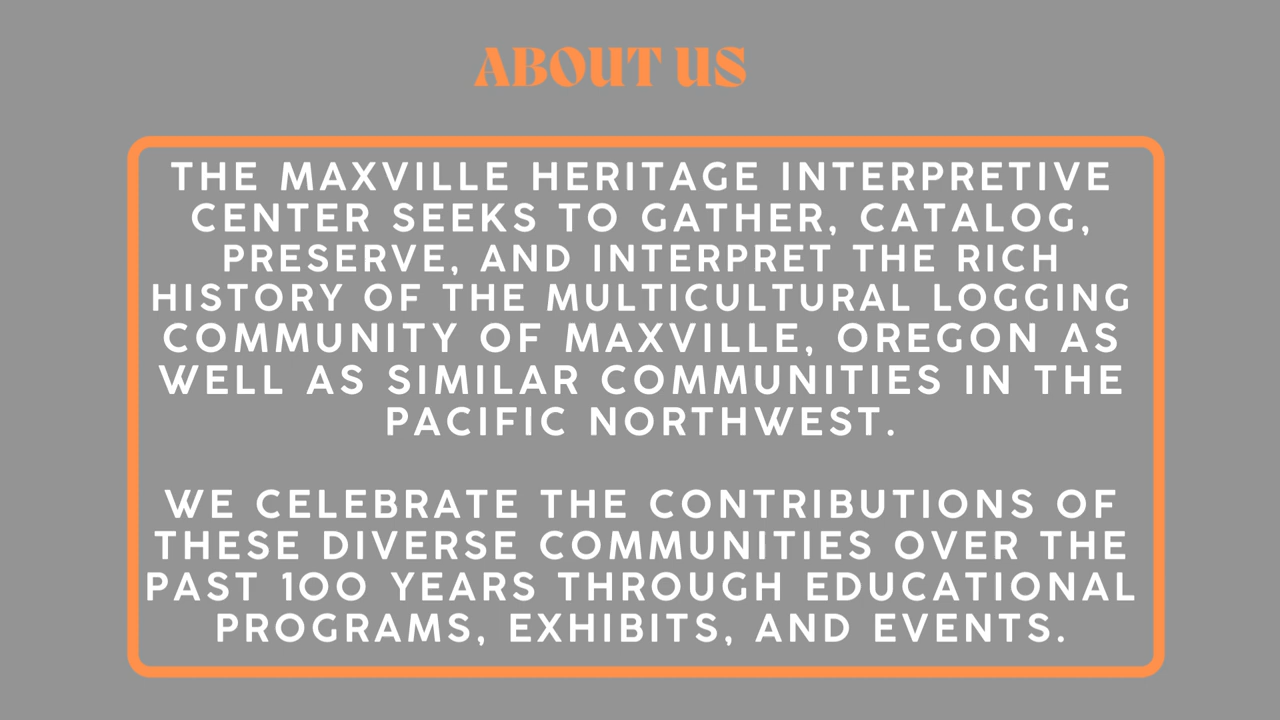 ABOUT US
THE MAXVILLE HERITAGE INTERPRETIVE
CENTER SEEKS TO GATHER, CATALOG,
PRESERVE, AND INTERPRET THE RICH
HISTORY OF THE MULTICULTURAL LOGGING
COMMUNITY OF MAXVILLE, OREGON AS
WELL AS SIMILAR COMMUNITIES IN THE
PACIFIC NORTHWEST.
WE CELEBRATE THE CONTRIBUTIONS OF
THESE DIVERSE COMMUNITIES OVER THE
PAST 100 YEARS THROUGH EDUCATIONAL
PROGRAMS, EXHIBITS, AND EVENTS.